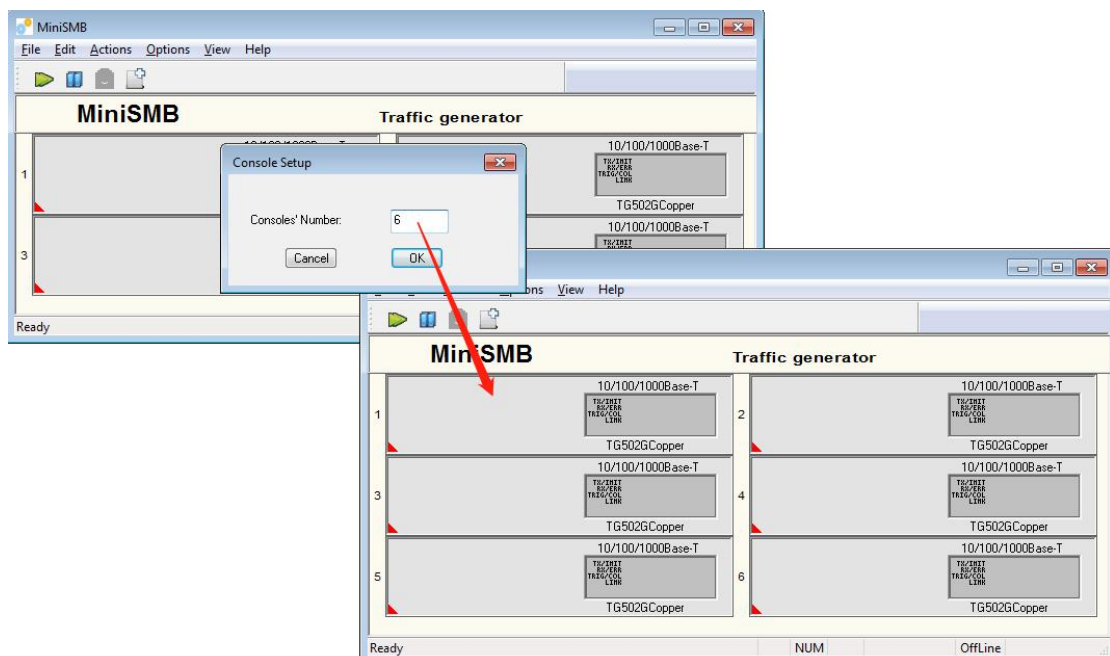 MiniSMB
File Edit Actions Options View Help
MiniSMB Traffic generator
10/100/1000Base-T
1
TX/INIT
RX/ERR
TRIG/COL
LINK
TG502GCopper
10/100/1000Base-T
3
TX/INIT
Ready
Console Setup
Consoles' Number: 6
Cancel OK
View Help
MiniSMB Traffic generator
1
10/100/1000Base-T
TX/INIT
RX/ERR
TRIG/COL
LINK
TG502GCopper
2
10/100/1000Base-T
TX/INIT
RX/ERR
TRIG/COL
LINK
TG502GCopper
3
10/100/1000Base-T
TX/INIT
RX/ERR
TRIG/COL
LINK
TG502GCopper
4
10/100/1000Base-T
TX/INIT
RX/ERR
TRIG/COL
LINK
TG502GCopper
5
10/100/1000Base-T
TX/INIT
RX/ERR
TRIG/COL
LINK
TG502GCopper
6
10/100/1000Base-T
TX/INIT
RX/ERR
TRIG/COL
LINK
TG502GCopper
Ready NUM OffLine